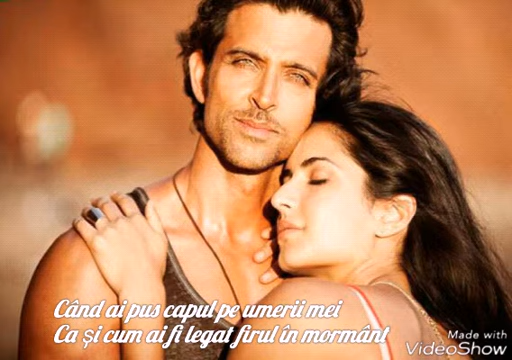 Când ai pus capul pe umerii mei
Ca și cum ai fi legat firul în mormânt
Made with
VideoShow